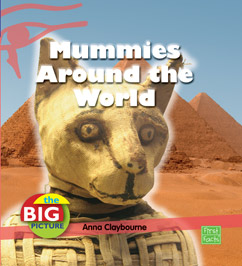 Mummies
Around the
World
the
BIG
PICTURE
Anna Claybourne
First
Facts